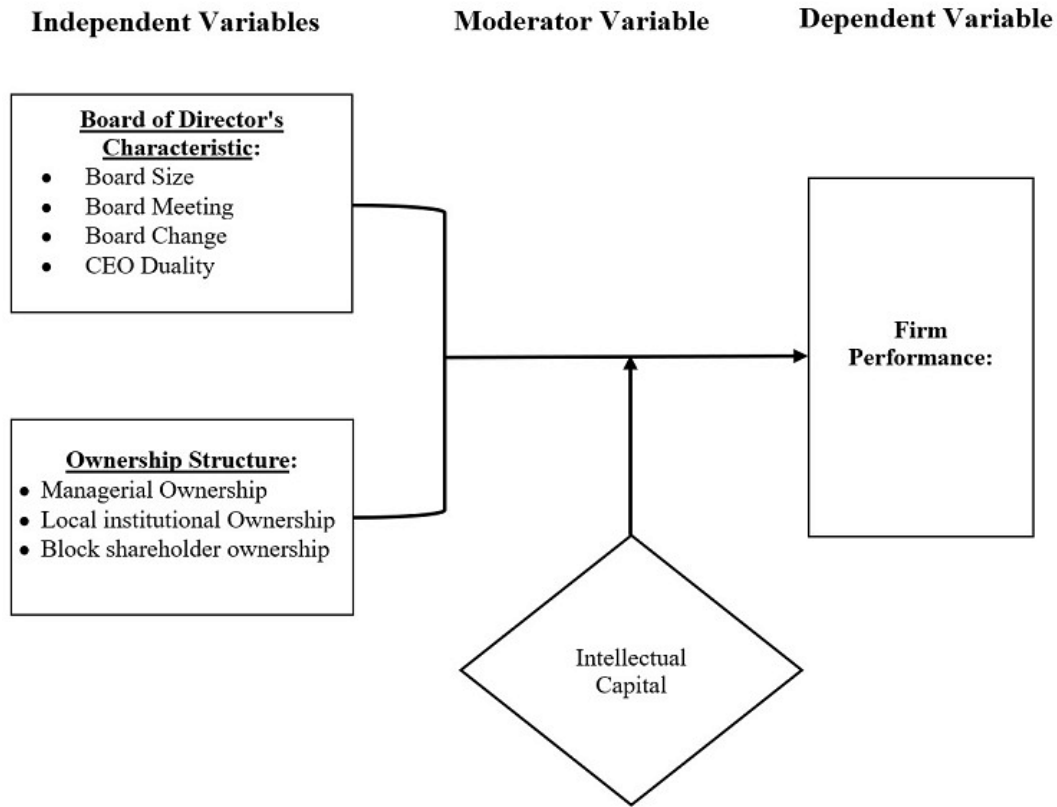 Independent Variables
Moderator Variable
Dependent Variable
Board of Director's
Characteristic:
• Board Size
• Board Meeting
• Board Change
• CEO Duality
Ownership Structure:
• Managerial Ownership
• Local institutional Ownership
• Block shareholder ownership
Firm
Performance:
Intellectual
Capital